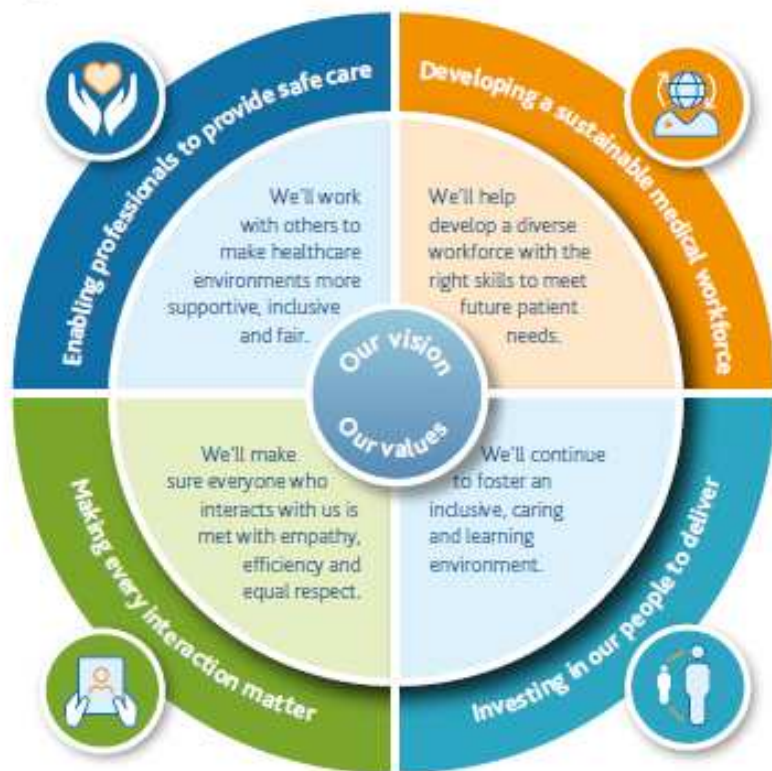 Enabling professionals to provide safe care
We'll work
with others to
make healthcare
environments more
supportive, inclusive
and fair.
Developing a sustainable medical workforce
We'll help
develop a diverse
workforce with the
right skills to meet
future patient
needs.
Our vision
Our values
Making every interaction matter
We'll make
sure everyone who
interacts with us is
met with empathy,
efficiency and
equal respect.
Investing in our people to deliver
We'll continue
to foster an
inclusive, caring
and learning
environment.